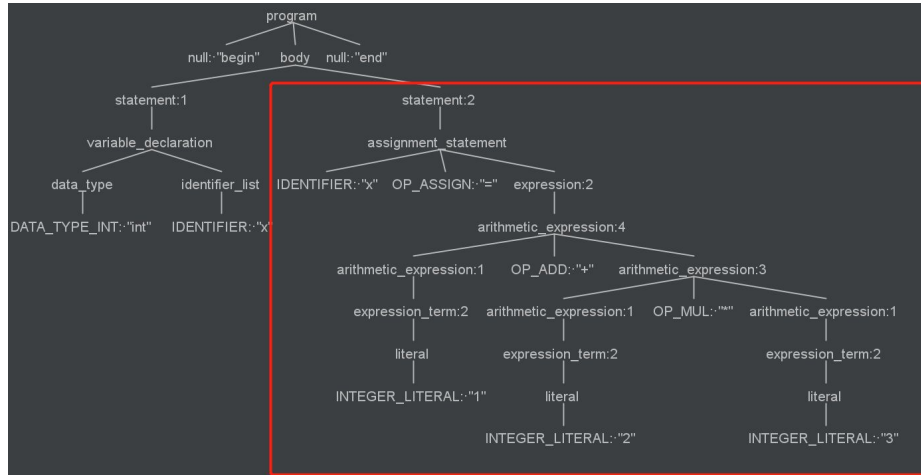 program
null:·"begin" body null:·"end"
statement:1 statement:2
variable_declaration assignment_statement
data_type identifier_list IDENTIFIER:·"x" OP_ASSIGN:·"=" expression:2
DATA_TYPE_INT:·"int" IDENTIFIER:·"x" arithmetic_expression:4
arithmetic_expression:1 OP_ADD:·"+" arithmetic_expression:3
expression_term:2 arithmetic_expression:1 OP_MUL:·"*" arithmetic_expression:1
literal expression_term:2 expression_term:2
INTEGER_LITERAL:·"1" literal literal
INTEGER_LITERAL:·"2" INTEGER_LITERAL:·"3"